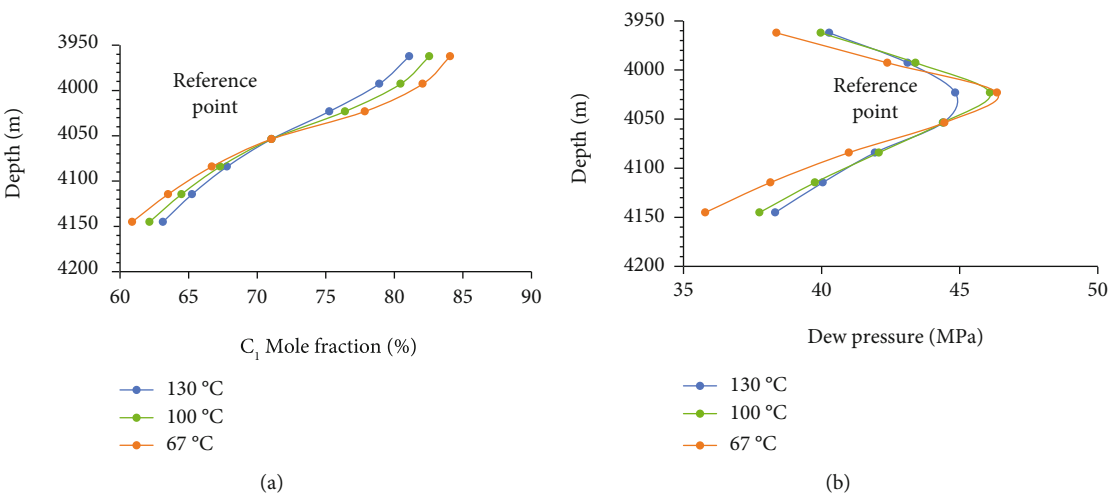 3950
4000
4050
4100
4150
4200
Depth (m)
Reference
point
60 65 70 75 80 85 90
C1 Mole fraction (%)
130 °C
100 °C
67 °C
(a)
3950
4000
4050
4100
4150
4200
Depth (m)
Reference
point
35 40 45 50
Dew pressure (MPa)
130 °C
100 °C
67 °C
(b)